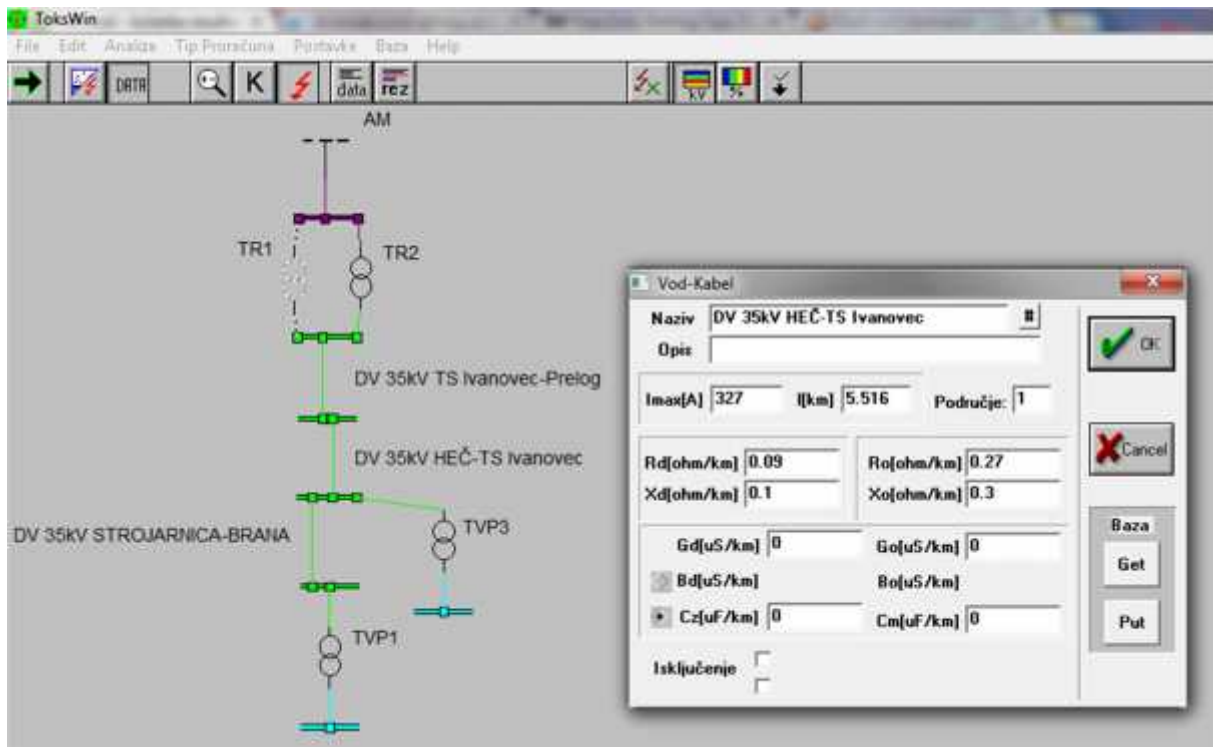 ToksWin
File Edit Analize Tip Proračuna Postavke Baza Help
DATA K data rez kV
AM
TR1
TR2
DV 35kV TS Ivanovec-Prelog
DV 35kV HEČ-TS Ivanovec
DV 35kV STROJARNICA-BRANA
TVP3
TVP1
Vod-Kabel
Naziv DV 35kV HEČ-TS Ivanovec #
Opis
OK
Imax[A] 327 l[km] 5.516 Područje: 1
Rd[ohm/km] 0.09 Ro[ohm/km] 0.27
Cancel
Xd[ohm/km] 0.1 Xo[ohm/km] 0.3
Baza
Gd[uS/km] 0 Go[uS/km] 0
Get
Bd[uS/km] Bo[uS/km]
Cz[uF/km] 0 Cm[uF/km] 0
Put
Isključenje